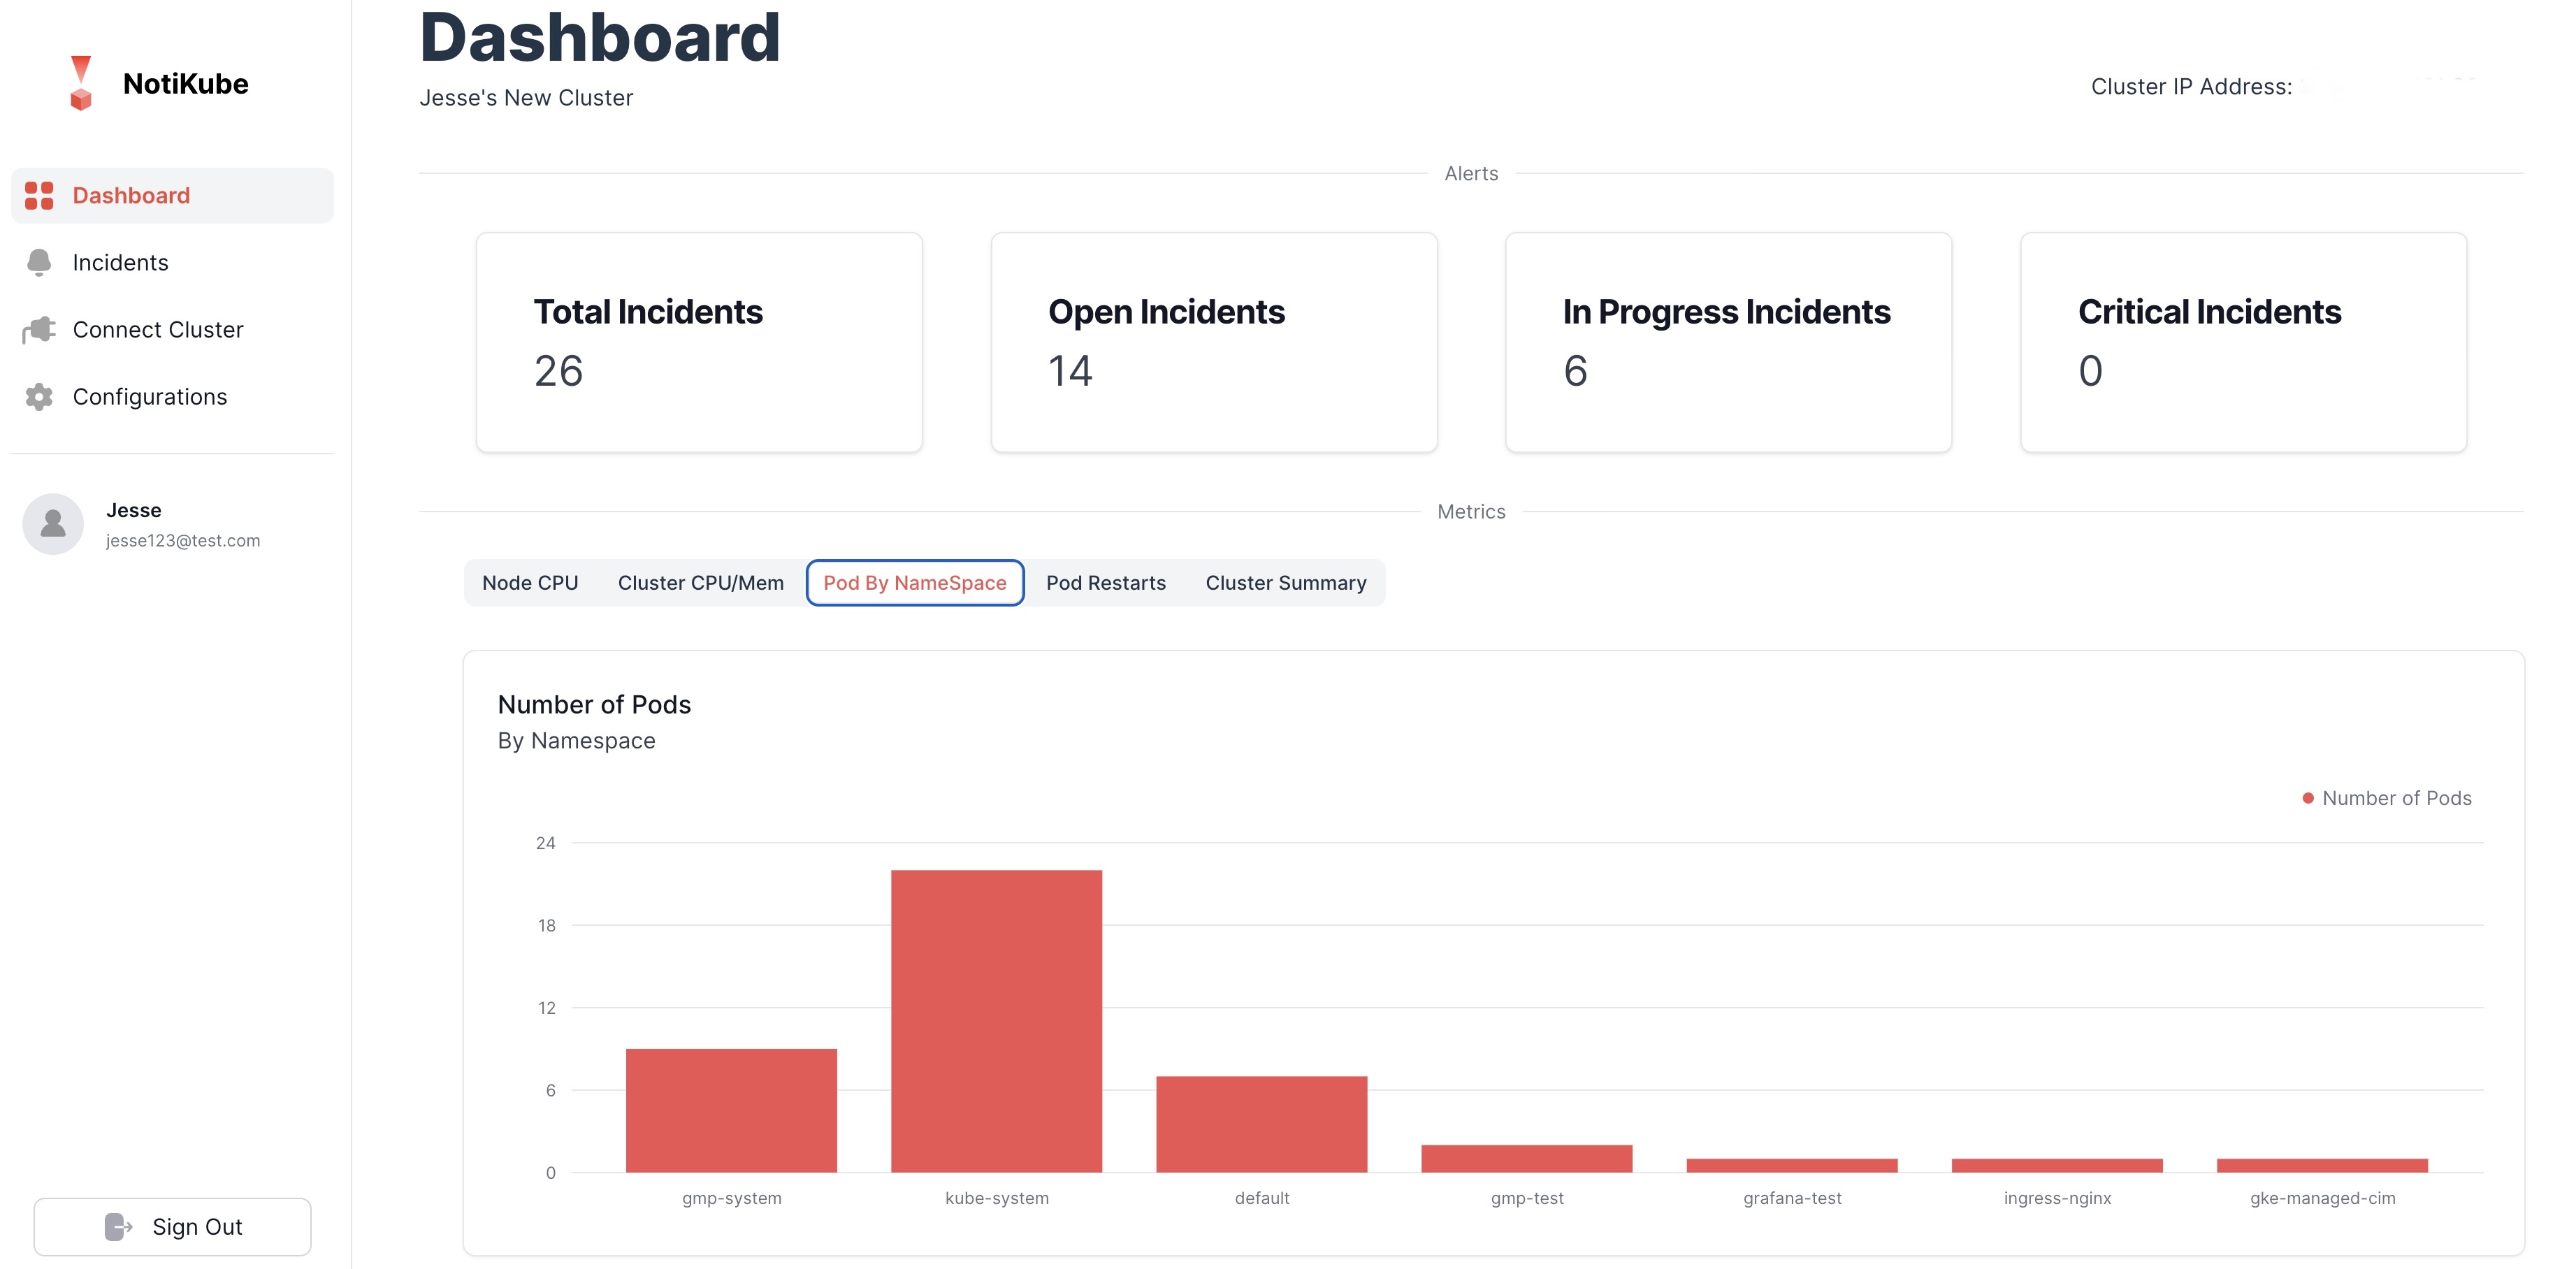 NotiKube
Dashboard
Incidents
Connect Cluster
Configurations
Jesse
jesse123@test.com
Sign Out
Dashboard
Jesse's New Cluster
Cluster IP Address:
Alerts
Total Incidents
26
Open Incidents
14
In Progress Incidents
6
Critical Incidents
0
Metrics
Node CPU Cluster CPU/Mem Pod By NameSpace Pod Restarts Cluster Summary
Number of Pods
By Namespace
Number of Pods
24
18
12
6
0
gmp-system kube-system default gmp-test grafana-test ingress-nginx gke-managed-cim